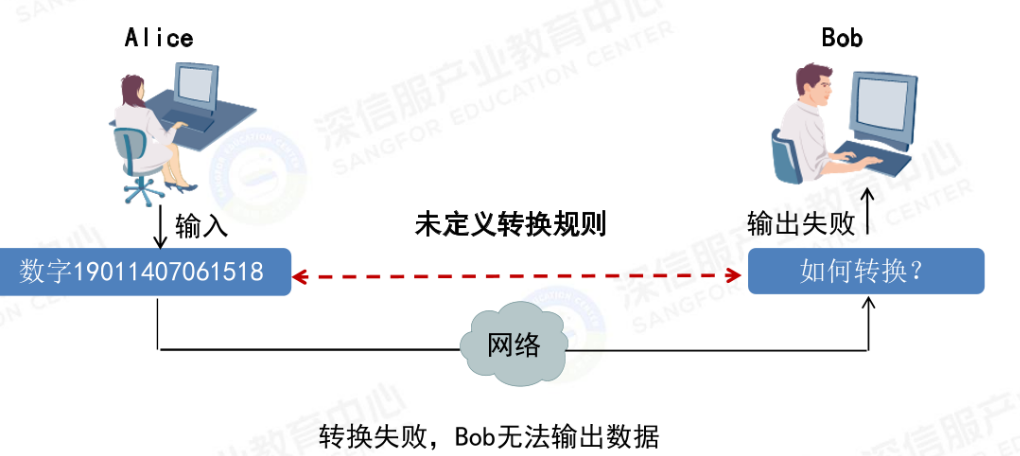 Alice
Bob
输入
未定义转换规则
输出失败
数字19011407061518
如何转换?
网络
转换失败，Bob无法输出数据
深信服产业教育中心
SANGFOR EDUCATION CENTER